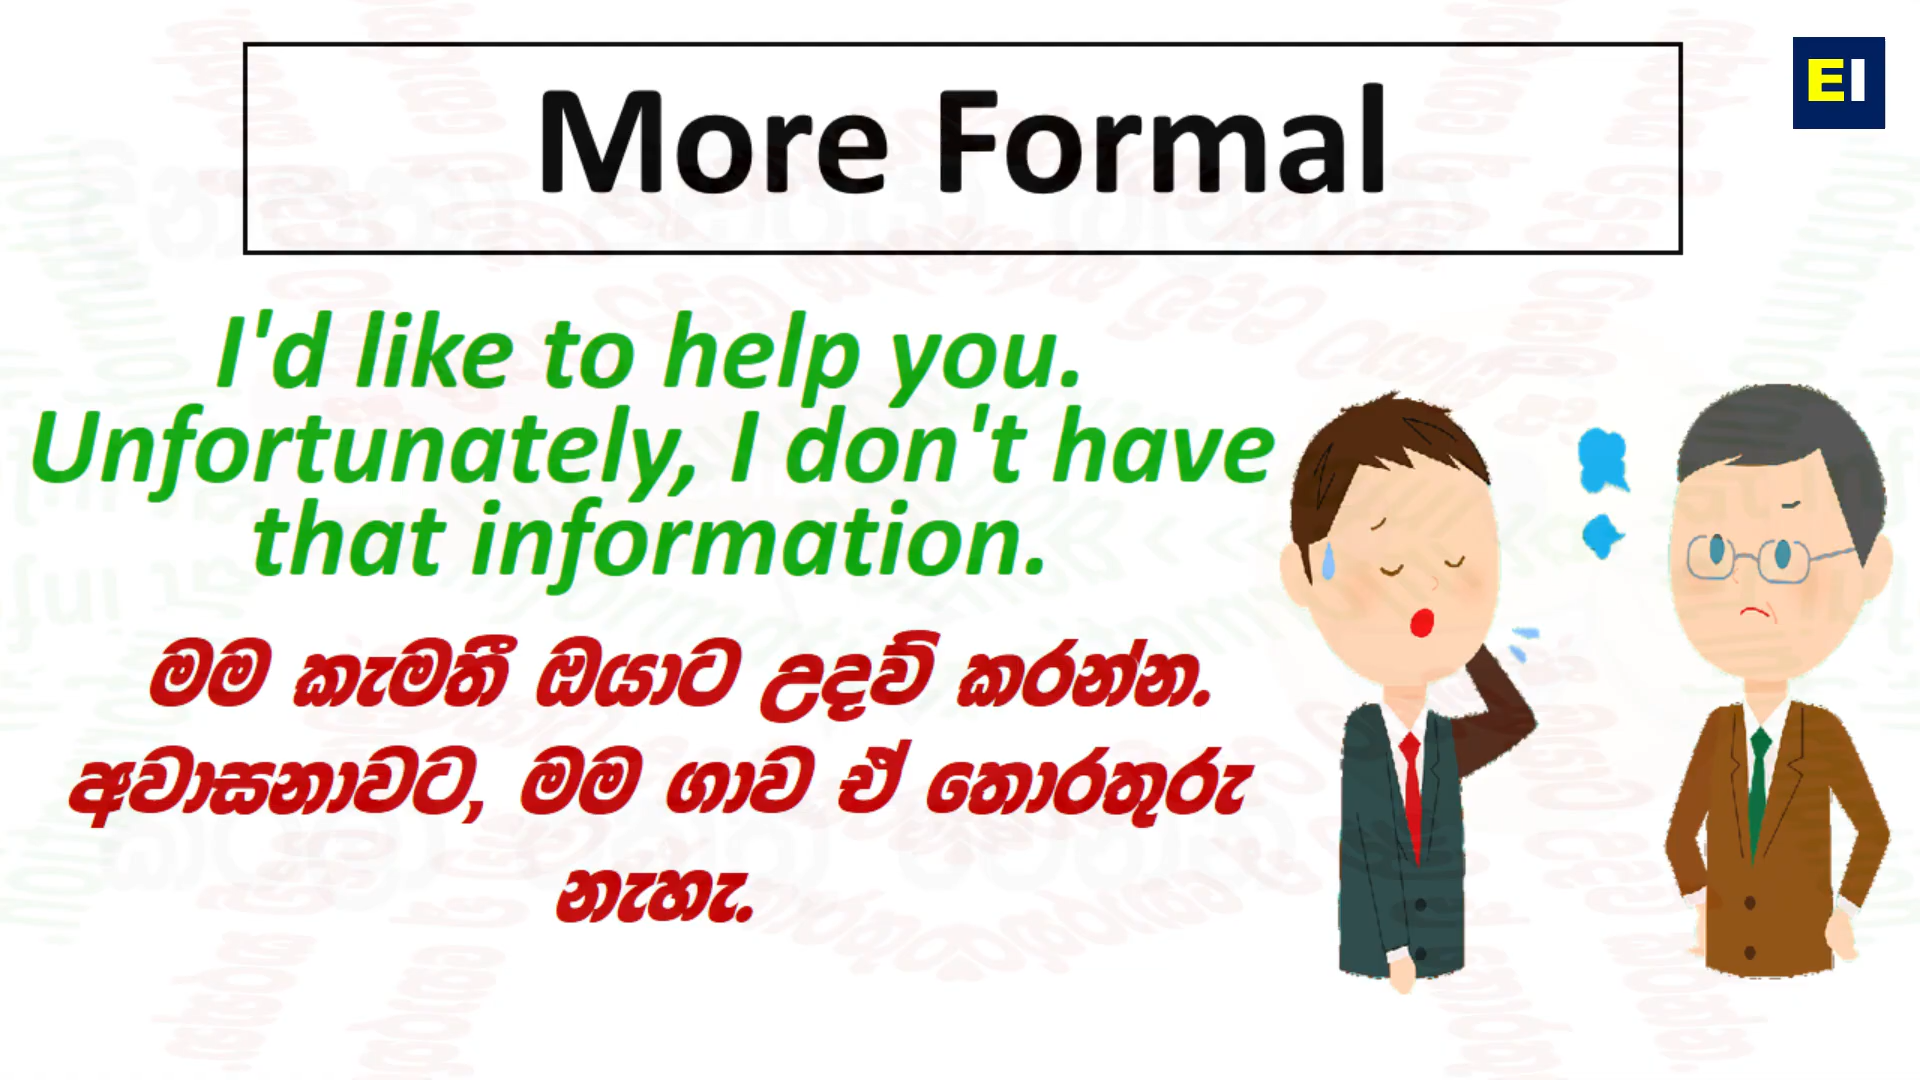 More Formal
EI
I'd like to help you.
Unfortunately, I don't have
that information.
මම කැමතී ඔයාට උදව් කරන්න.
අවාසනාවට, මම ගාව ඒ තොරතුරු
නැහැ.